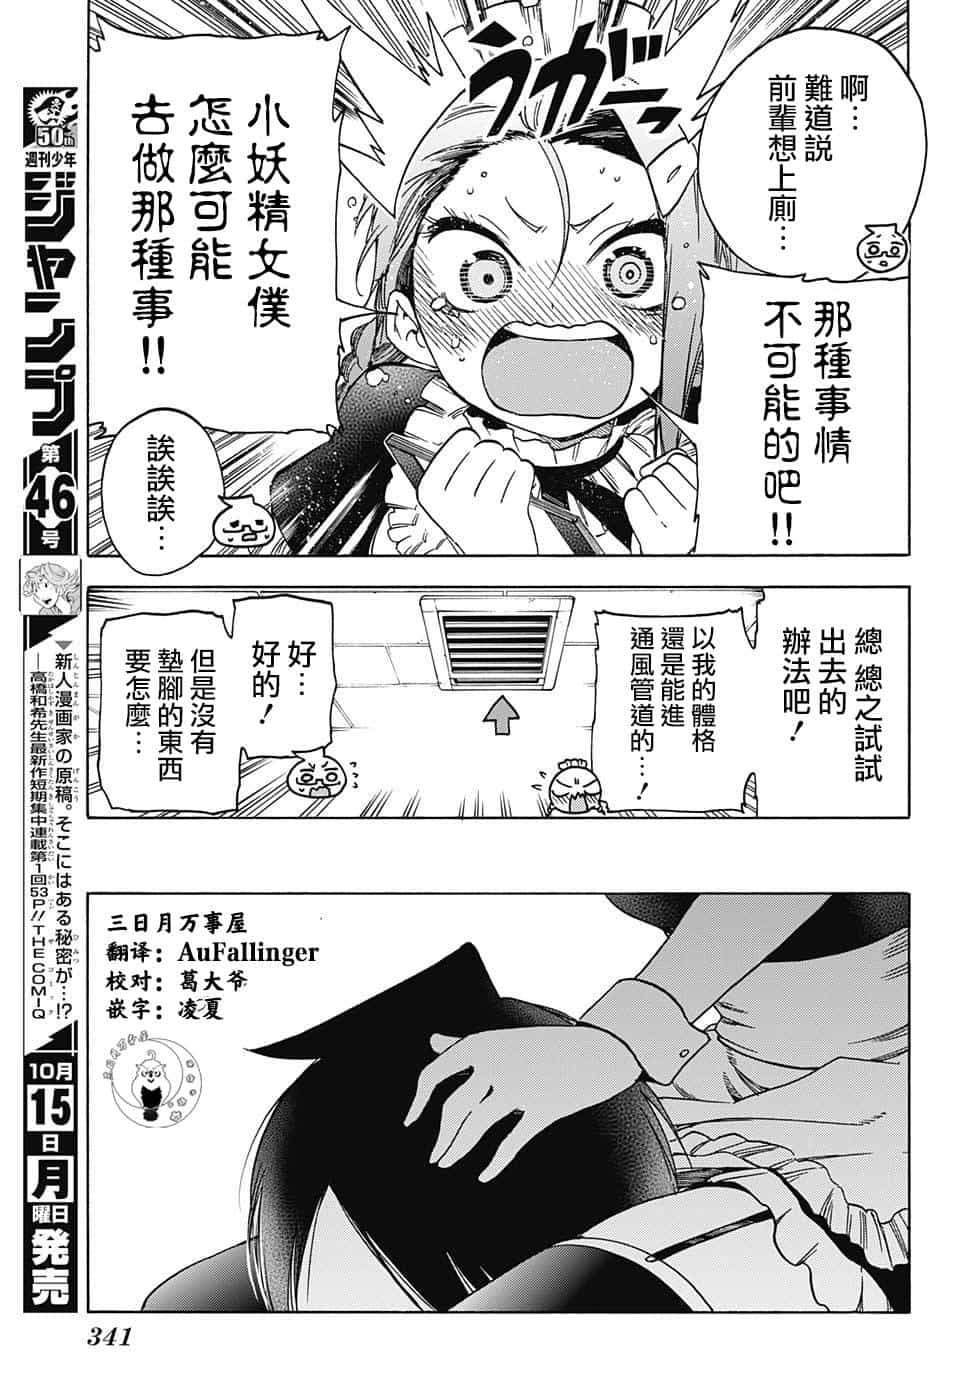 啊…
難道説
前輩想上廁…
うがーッ
那種事情
不可能的吧!!
小妖精女僕
怎麼可能
去做那種事!!
誒誒誒…
總 總之試試
出去的
辦法吧!
以我的體格
還是能進
通風管道的…!
好…
好的!
但是沒有
墊腳的東西
要怎麼…
三日月万事屋
翻译：AuFallinger
校对：葛大爷
嵌字：凌夏
341
50th
週刊少年
ジャンプ
第
46
号
▼新人漫画家の原稿。そこにはある秘密が…!?
―高橋和希先生最新作短期集中連載第1回53P!! THE COMIQ
10月
15
日
月
曜日
発売